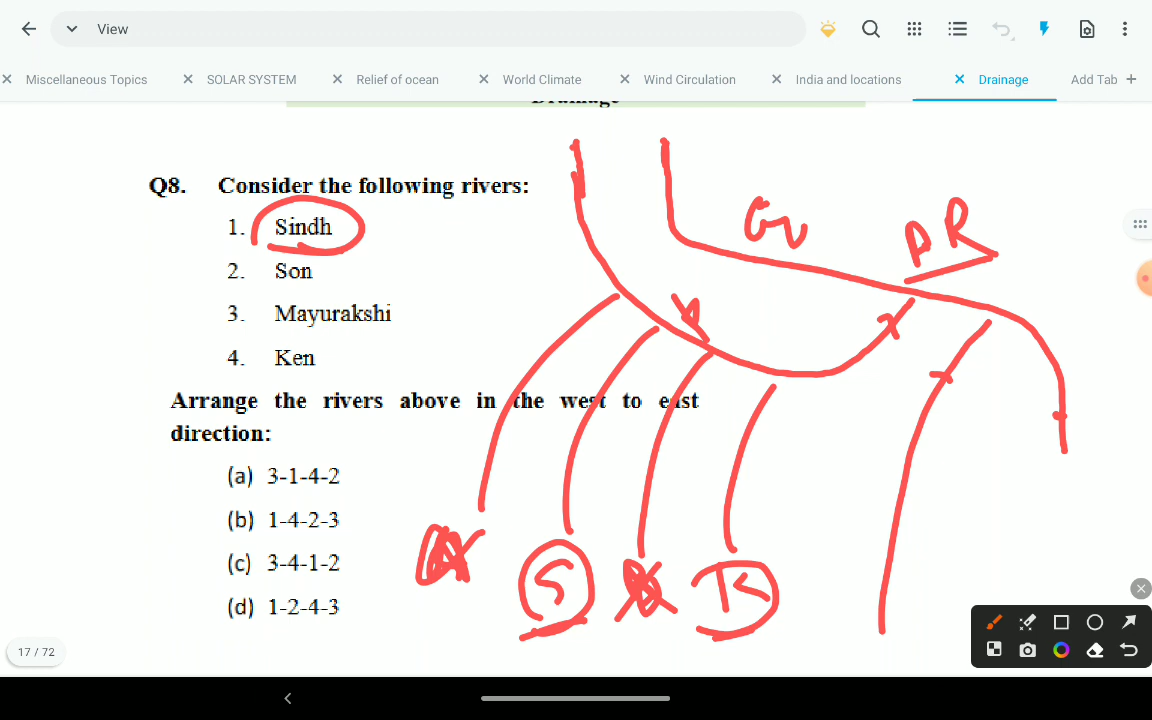 View
Miscellaneous Topics
SOLAR SYSTEM
Relief of ocean
World Climate
Wind Circulation
India and locations
Drainage
Add Tab +
Drainage
Q8. Consider the following rivers:
1. Sindh
2. Son
3. Mayurakshi
4. Ken
Arrange the rivers above in the west to east
direction:
(a) 3-1-4-2
(b) 1-4-2-3
(c) 3-4-1-2
(d) 1-2-4-3
PR
S
K
17 / 72